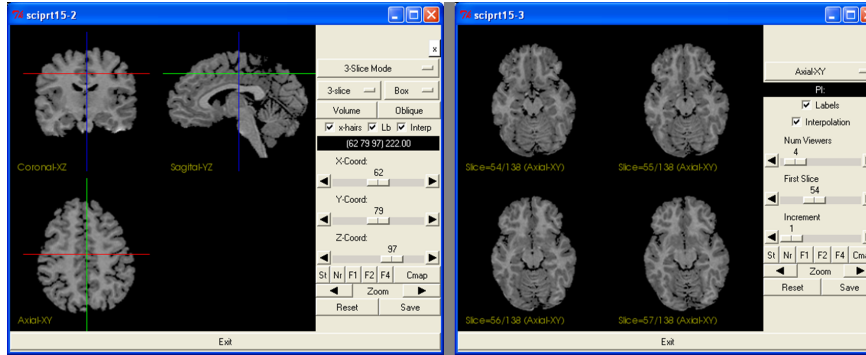 sciprt15-2
x
3-Slice Mode
3-slice
Box
Volume
Oblique
x-hairs
Lb
Interp
(62 79 97) 222.00
X-Coord:
62
Y-Coord:
79
Z-Coord:
97
St Nr F1 F2 F4 Cmap
Zoom
Reset
Save
Coronal-XZ
Sagital-YZ
Axial-XY
Exit
sciprt15-3
Axial-XY
PI:
Labels
Interpolation
Num Viewers
4
First Slice
54
Increment
1
St Nr F1 F2 F4 Cma
Zoom
Reset
Save
Slice=54/138 (Axial-XY)
Slice=55/138 (Axial-XY)
Slice=56/138 (Axial-XY)
Slice=57/138 (Axial-XY)
Exit